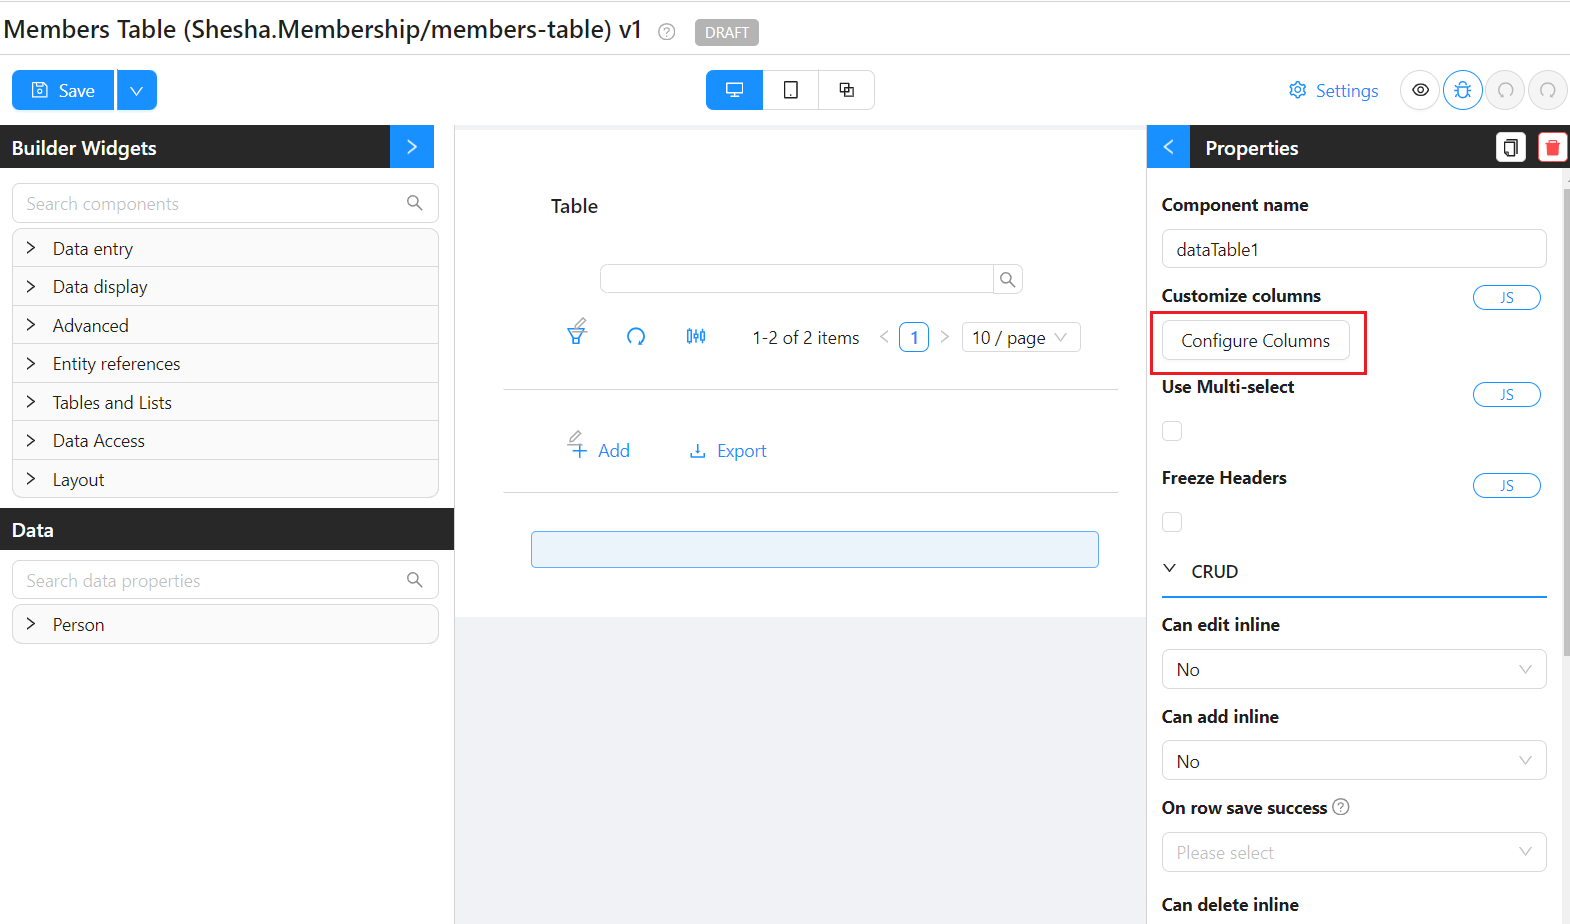 Members Table (Shesha.Membership/members-table) v1 DRAFT
Save
Settings
Builder Widgets
Search components
Data entry
Data display
Advanced
Entity references
Tables and Lists
Data Access
Layout
Data
Search data properties
Person
Table
1-2 of 2 items < 1 > 10 / page
Add Export
Properties
Component name
dataTable1
Customize columns JS
Configure Columns
Use Multi-select JS
Freeze Headers JS
CRUD
Can edit inline
No
Can add inline
No
On row save success
Please select
Can delete inline